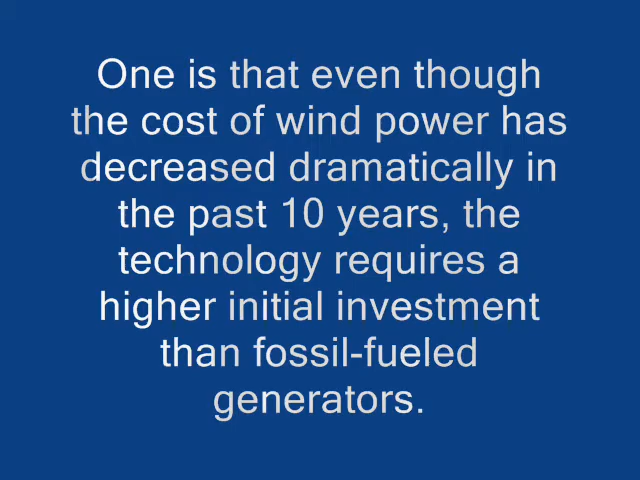 One is that even though
the cost of wind power has
decreased dramatically in
the past 10 years, the
technology requires a
higher initial investment
than fossil-fueled
generators.